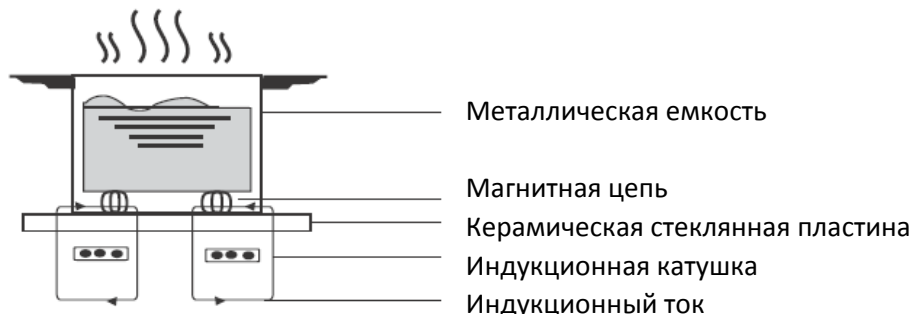 Металлическая емкость
Магнитная цепь
Керамическая стеклянная пластина
Индукционная катушка
Индукционный ток